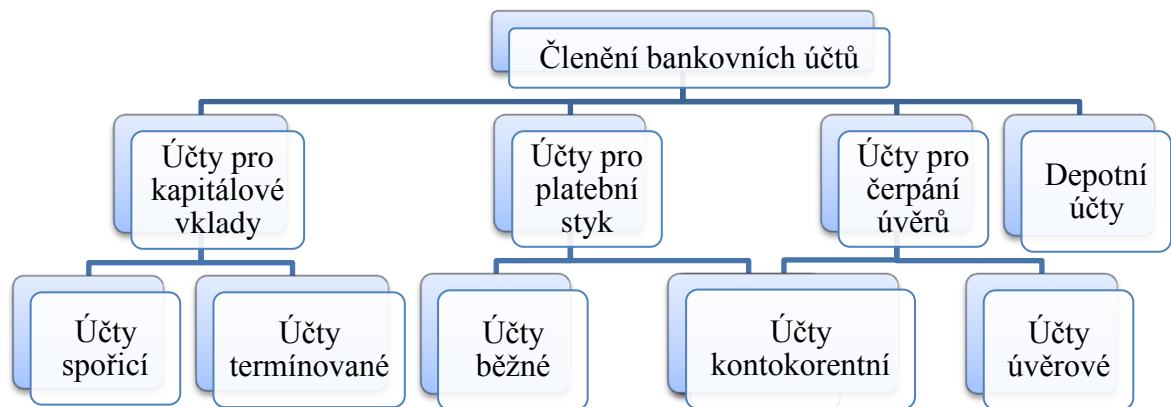 Členění bankovních účtů
Účty pro
kapitálové
vklady
Účty pro
platební
styk
Účty pro
čerpání
úvěrů
Depotní
účty
Účty
spořicí
Účty
termínované
Účty
běžné
Účty
kontokorentní
Účty
úvěrové